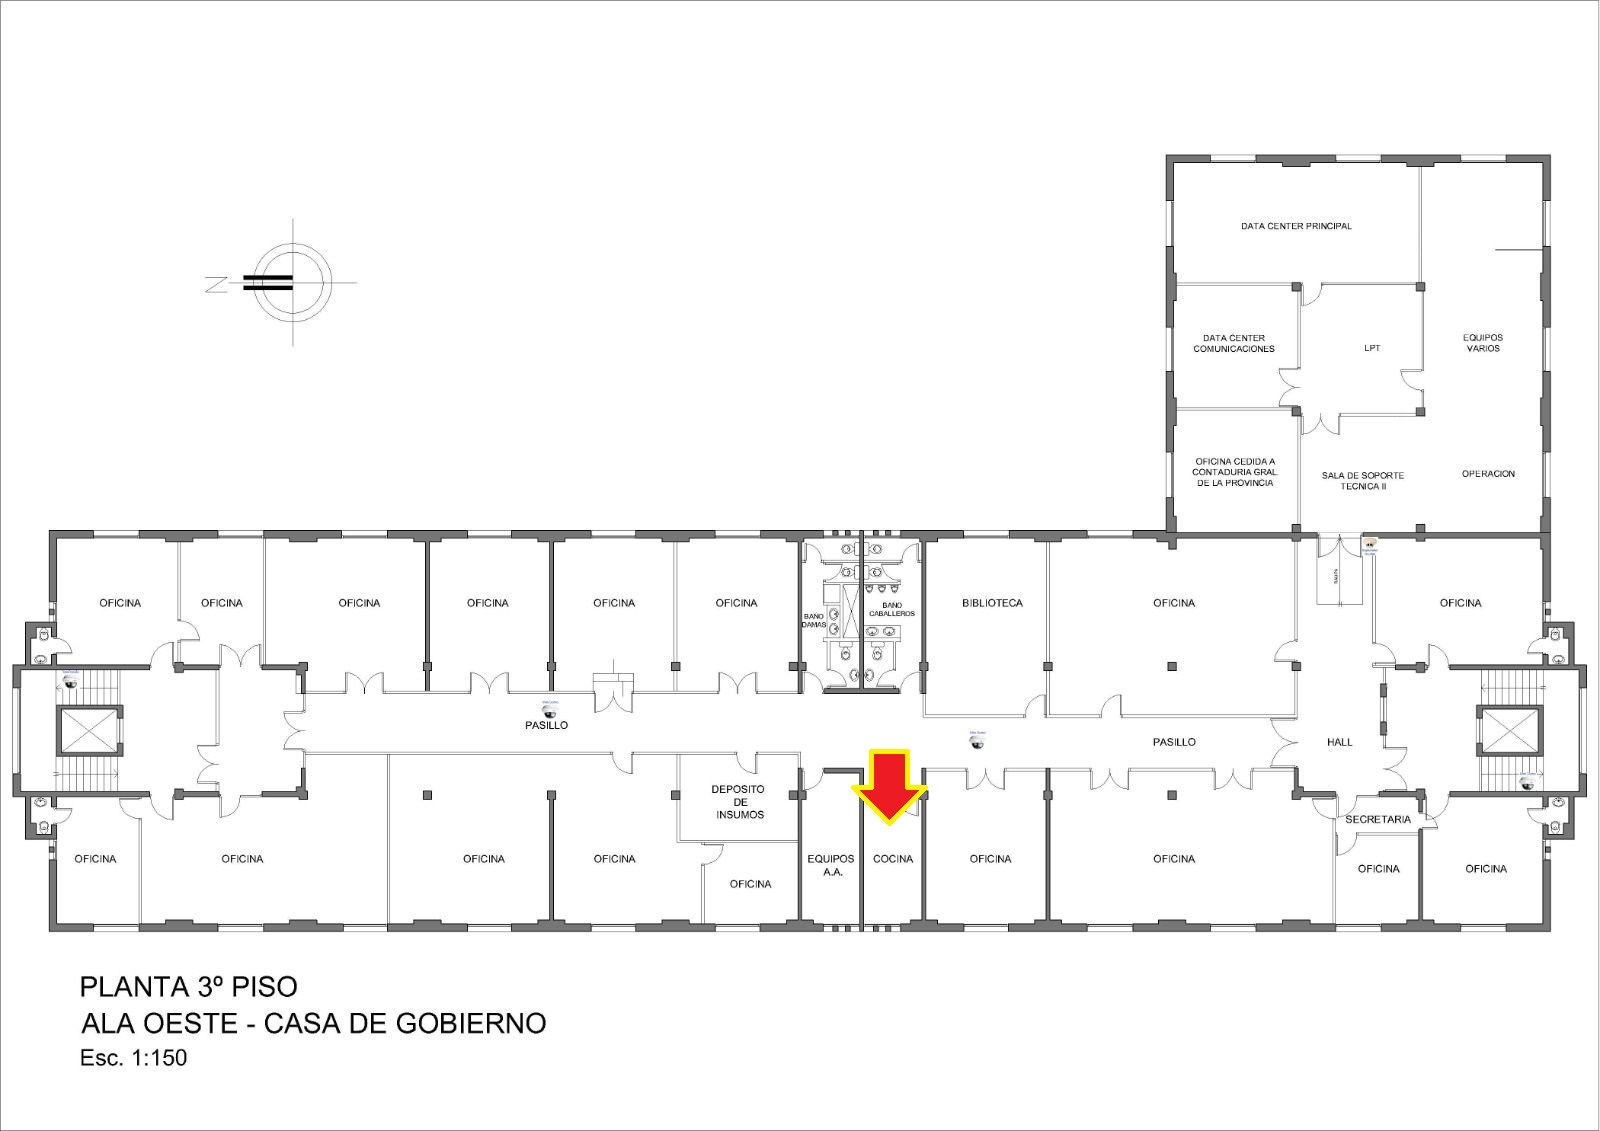 DATA CENTER PRINCIPAL
N
DATA CENTER
COMUNICACIONES
LPT
EQUIPOS
VARIOS
OFICINA CEDIDA A
CONTADURIA GRAL.
DE LA PROVINCIA
SALA DE SOPORTE
TECNICA II
OPERACION
OFICINA
OFICINA
OFICINA
OFICINA
OFICINA
OFICINA
BAÑO
DAMAS
BAÑO
CABALLEROS
BIBLIOTECA
OFICINA
OFICINA
PASILLO
PASILLO
HALL
DEPOSITO
DE
INSUMOS
SECRETARIA
OFICINA
OFICINA
OFICINA
OFICINA
OFICINA
EQUIPOS
A.A.
COCINA
OFICINA
OFICINA
OFICINA
OFICINA
PLANTA 3º PISO
ALA OESTE - CASA DE GOBIERNO
Esc. 1:150